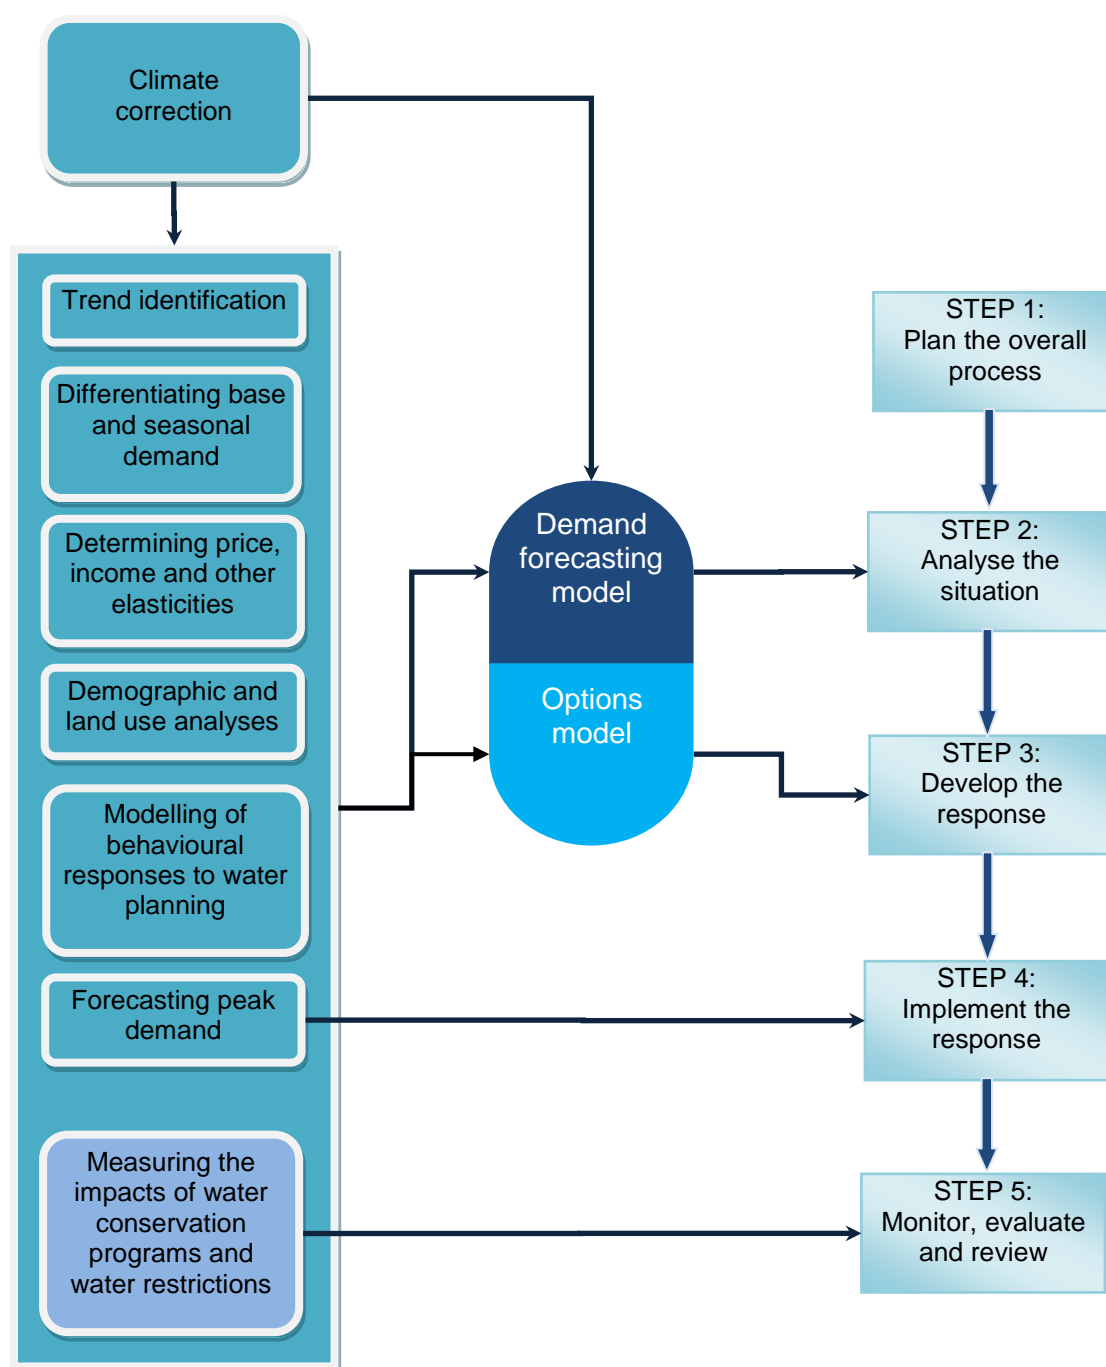 Climate
correction
Trend identification
Differentiating base
and seasonal
demand
Determining price,
income and other
elasticities
Demographic and
land use analyses
Modelling of
behavioural
responses to water
planning
Forecasting peak
demand
Measuring the
impacts of water
conservation
programs and
water restrictions
Demand
forecasting
model
Options
model
STEP 1:
Plan the overall
process
STEP 2:
Analyse the
situation
STEP 3:
Develop the
response
STEP 4:
Implement the
response
STEP 5:
Monitor, evaluate
and review